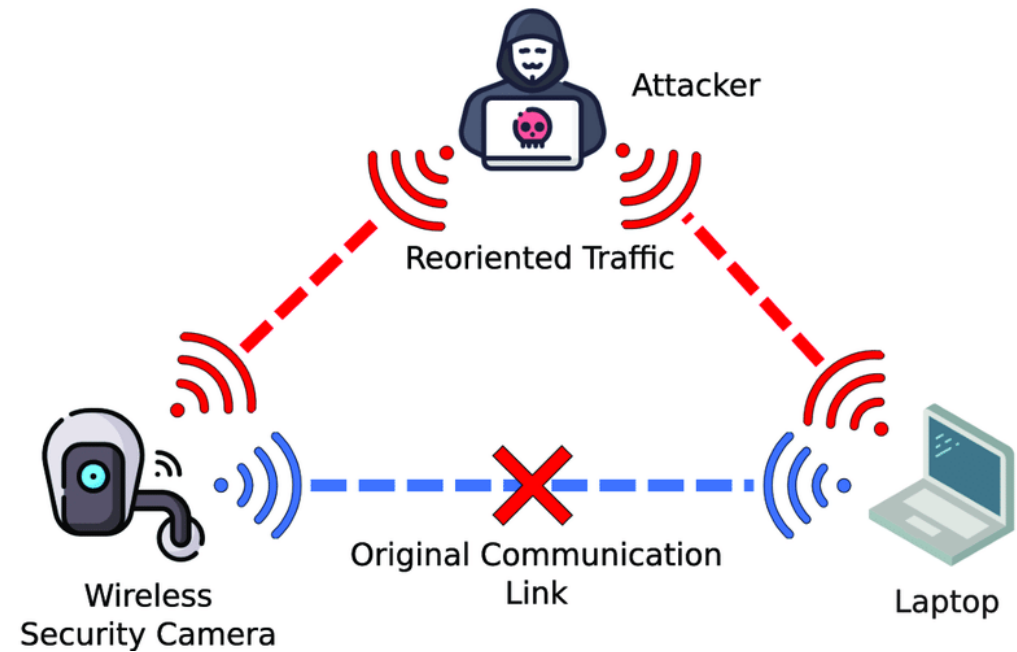 Attacker
Reoriented Traffic
Original Communication
Link
Wireless
Security Camera
Laptop